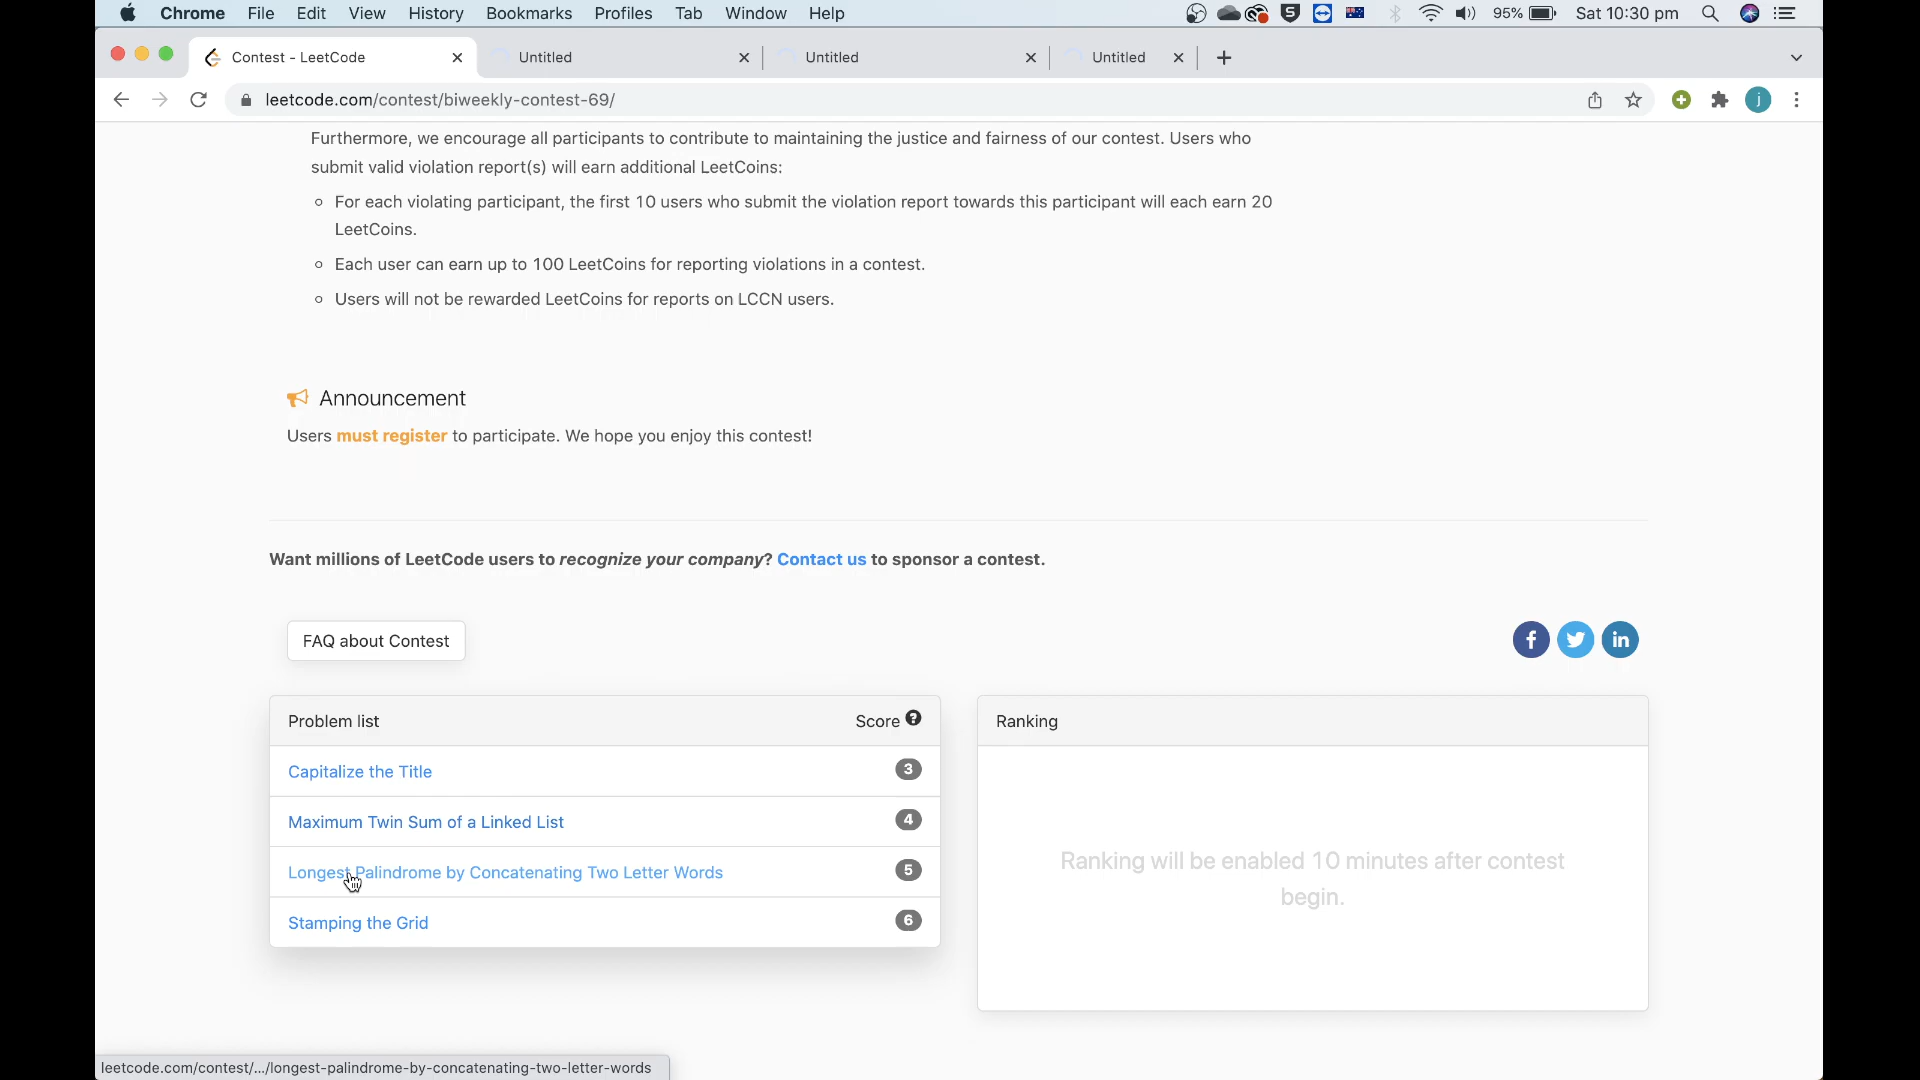 Chrome File Edit View History Bookmarks Profiles Tab Window Help 95% Sat 10:30 pm
Contest - LeetCode Untitled Untitled Untitled
leetcode.com/contest/biweekly-contest-69/ j
Furthermore, we encourage all participants to contribute to maintaining the justice and fairness of our contest. Users who
submit valid violation report(s) will earn additional LeetCoins:
For each violating participant, the first 10 users who submit the violation report towards this participant will each earn 20
LeetCoins.
Each user can earn up to 100 LeetCoins for reporting violations in a contest.
Users will not be rewarded LeetCoins for reports on LCCN users.
Announcement
Users must register to participate. We hope you enjoy this contest!
Want millions of LeetCode users to recognize your company? Contact us to sponsor a contest.
FAQ about Contest
Problem list Score
Capitalize the Title 3
Maximum Twin Sum of a Linked List 4
Longest Palindrome by Concatenating Two Letter Words 5
Stamping the Grid 6
Ranking
Ranking will be enabled 10 minutes after contest
begin.
leetcode.com/contest/.../longest-palindrome-by-concatenating-two-letter-words